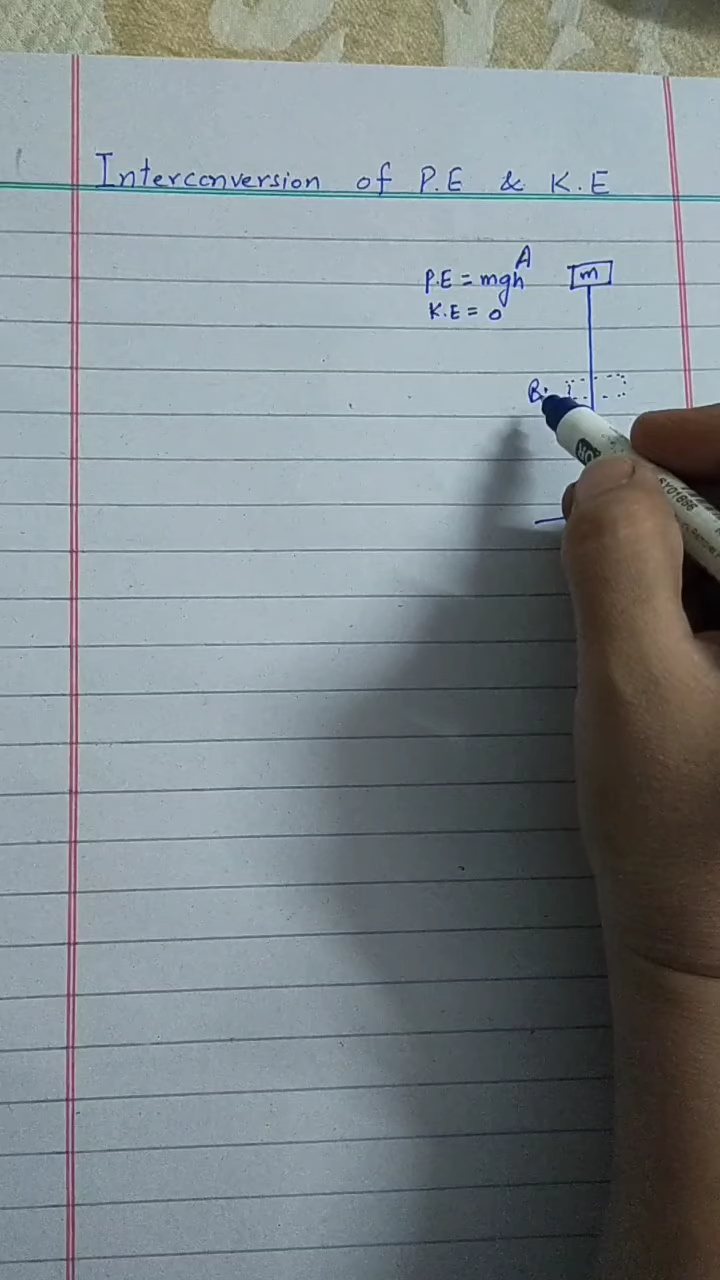 Interconversion of P.E & K.E
A
P.E = mgh
m
K.E = 0
B